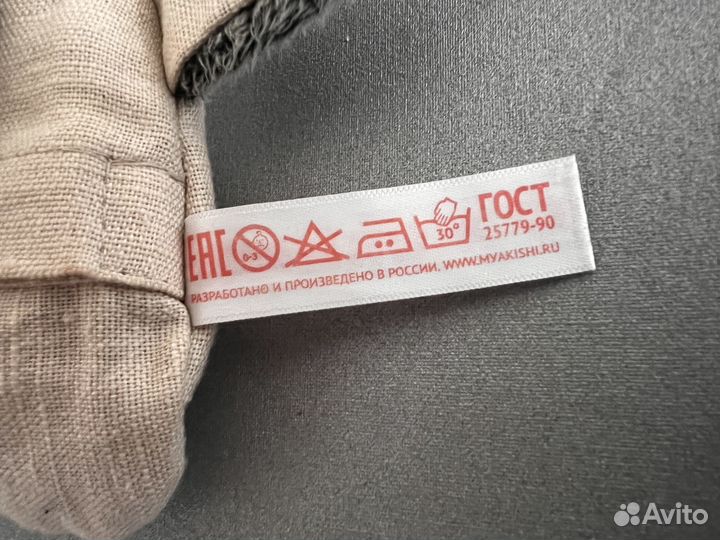 EAC 0-3 30° ГОСТ
25779-90
РАЗРАБОТАНО И ПРОИЗВЕДЕНО В РОССИИ. WWW.MYAKISHI.RU
Avito